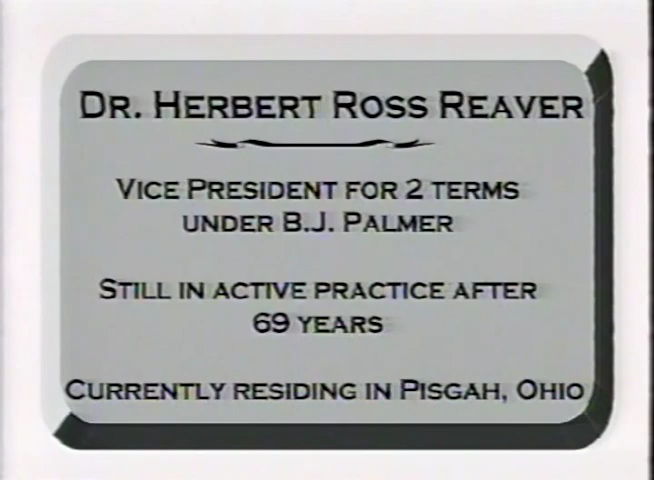 Dr. Herbert Ross Reaver
Vice President for 2 terms
under B.J. Palmer
Still in active practice after
69 years
Currently residing in Pisgah, Ohio